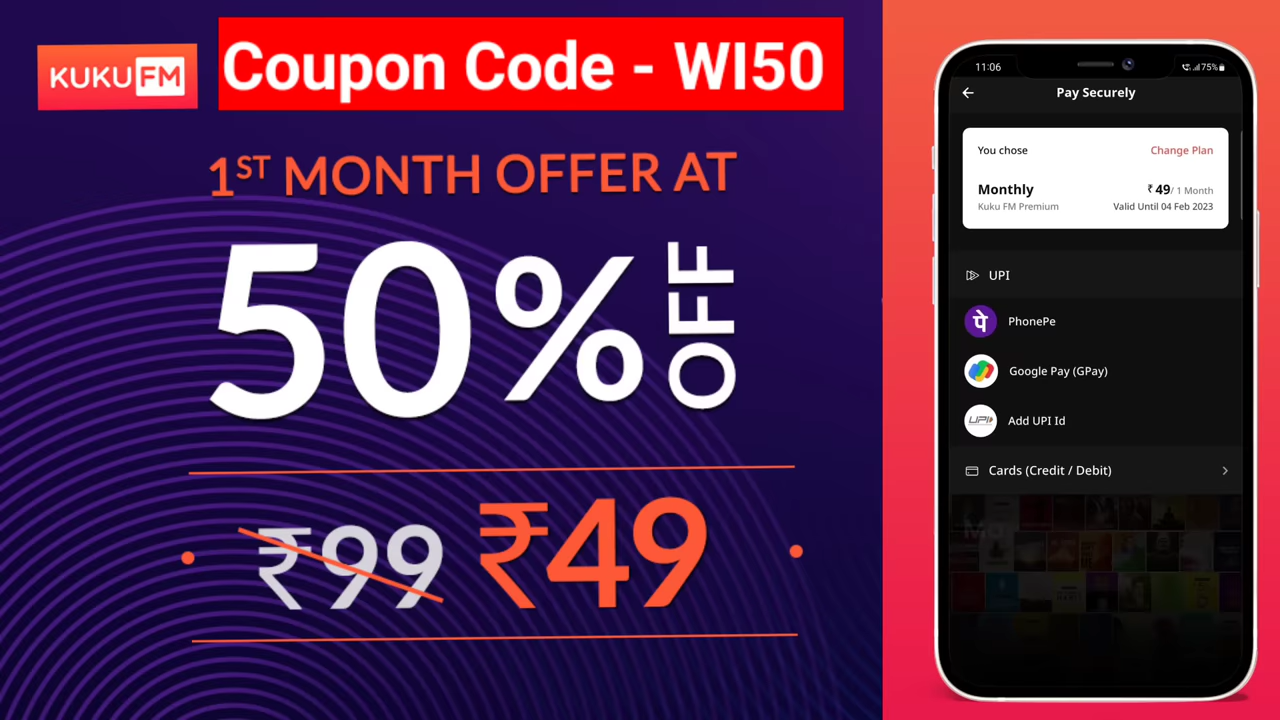 KUKU FM
Coupon Code - WI50
1ST MONTH OFFER AT
50% OFF
₹99 ₹49
11:06
75%
Pay Securely
You chose
Change Plan
Monthly
₹ 49/ 1 Month
Kuku FM Premium
Valid Until 04 Feb 2023
UPI
पे
PhonePe
Google Pay (GPay)
UPI
Add UPI Id
Cards (Credit / Debit)